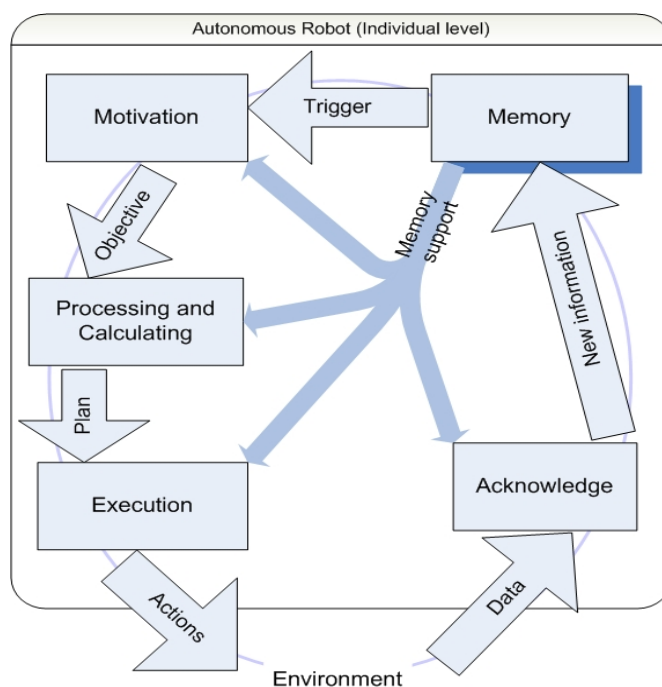 Autonomous Robot (Individual level)
Motivation
Trigger
Memory
Objective
Memory
support
Processing and
Calculating
New information
Plan
Execution
Acknowledge
Actions
Data
Environment